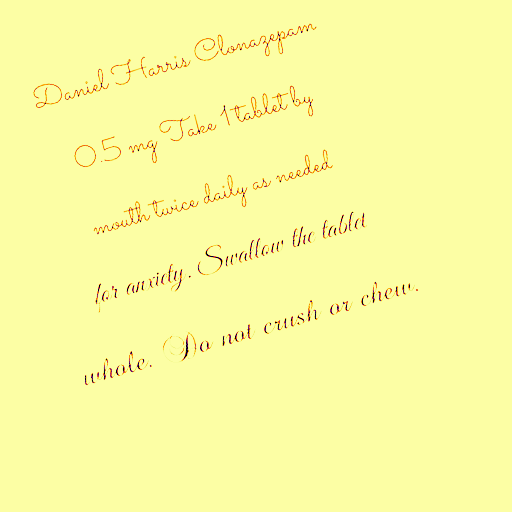 Daniel Harris Clonazepam
0.5 mg Take 1 tablet by
mouth twice daily as needed
for anxiety. Swallow the tablet
whole. Do not crush or chew.